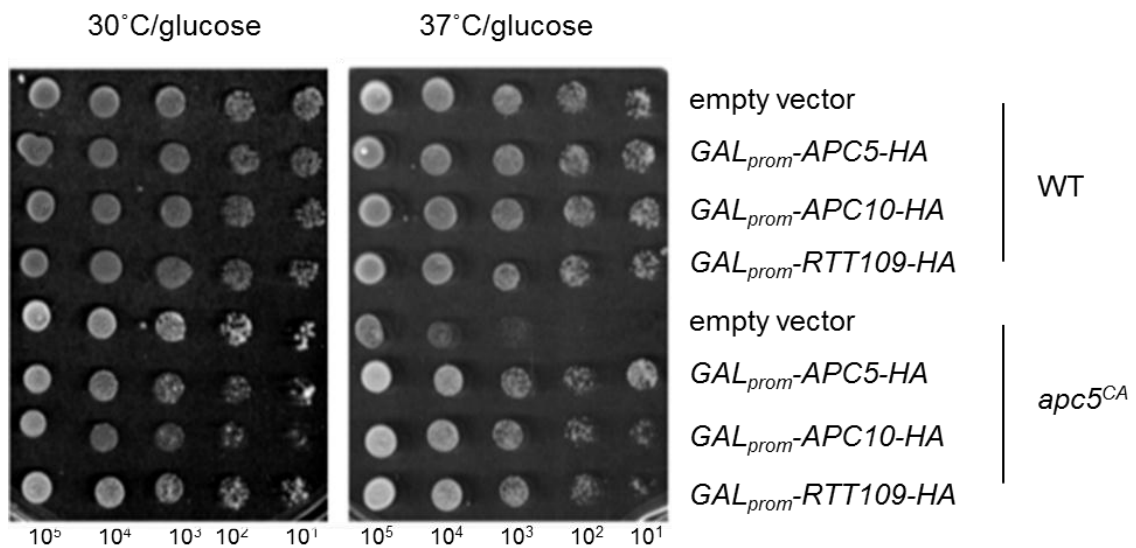 30˚C/glucose 37˚C/glucose
empty vector
GALprom-APC5-HA
GALprom-APC10-HA
GALprom-RTT109-HA
WT
empty vector
GALprom-APC5-HA
GALprom-APC10-HA
GALprom-RTT109-HA
apc5CA
10⁵ 10⁴ 10³ 10² 10¹ 10⁵ 10⁴ 10³ 10² 10¹